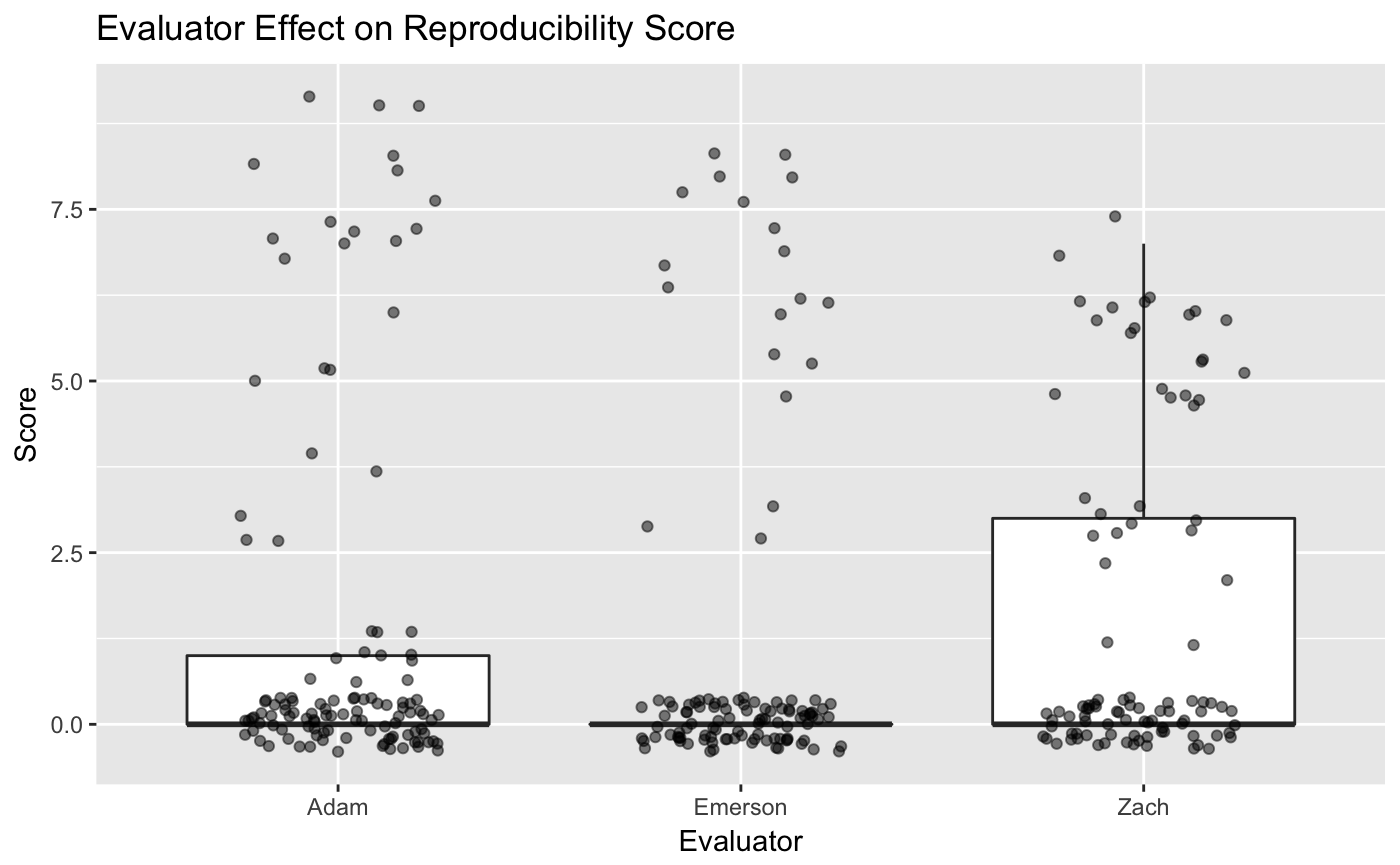 Evaluator Effect on Reproducibility Score
Score
7.5
5.0
2.5
0.0
Adam Emerson Zach
Evaluator